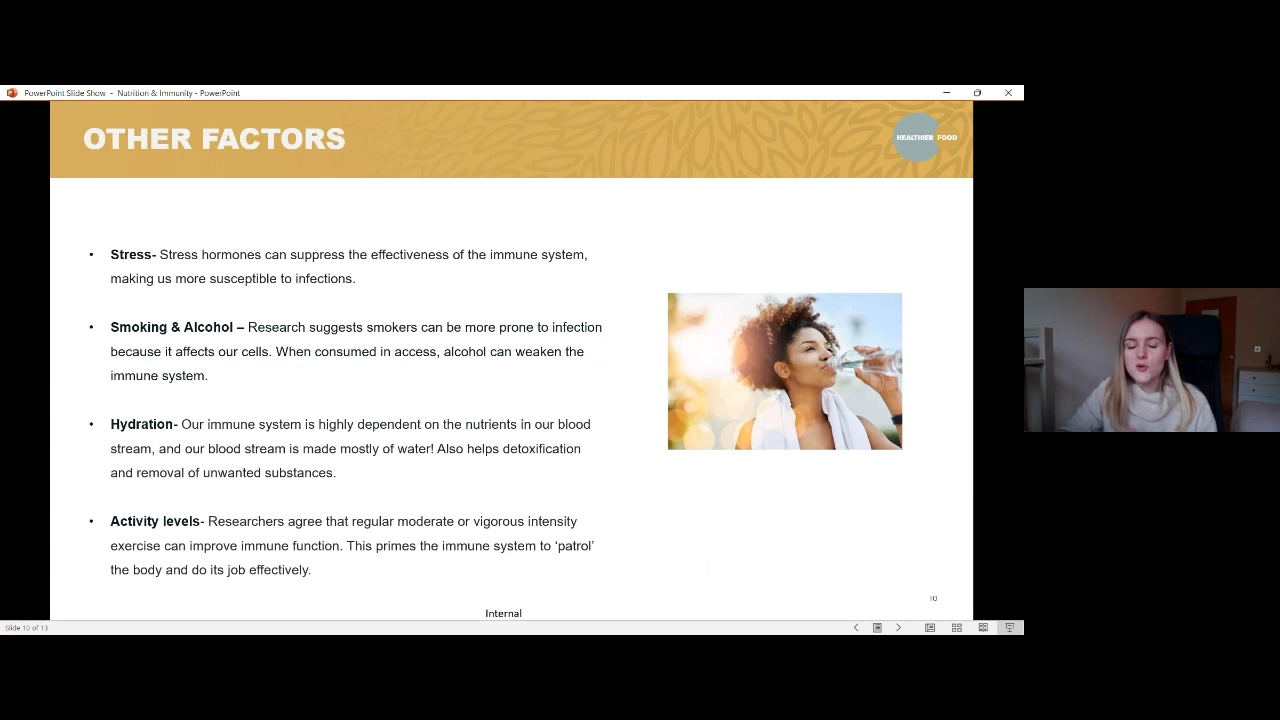 PowerPoint Slide Show - Nutrition & Immunity - PowerPoint
OTHER FACTORS
HEALTHIER FOOD
• Stress- Stress hormones can suppress the effectiveness of the immune system,
making us more susceptible to infections.
• Smoking & Alcohol – Research suggests smokers can be more prone to infection
because it affects our cells. When consumed in access, alcohol can weaken the
immune system.
• Hydration- Our immune system is highly dependent on the nutrients in our blood
stream, and our blood stream is made mostly of water! Also helps detoxification
and removal of unwanted substances.
• Activity levels- Researchers agree that regular moderate or vigorous intensity
exercise can improve immune function. This primes the immune system to ‘patrol’
the body and do its job effectively.
10
Internal
Slide 10 of 13